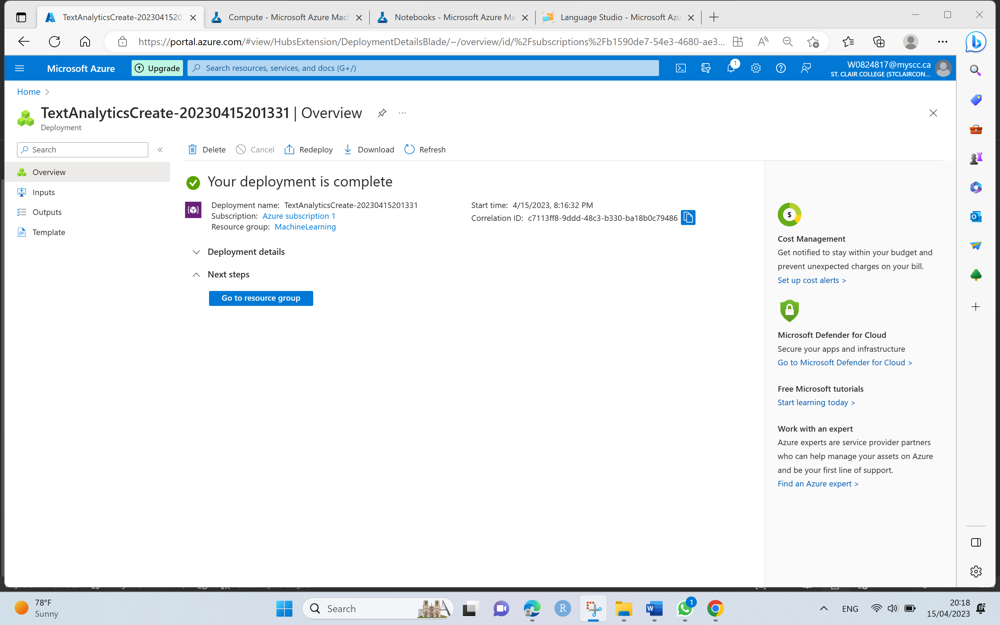 TextAnalyticsCreate-2023041520
Compute - Microsoft Azure Mach
Notebooks - Microsoft Azure Ma
Language Studio - Microsoft Azu
https://portal.azure.com/#view/HubsExtension/DeploymentDetailsBlade/~/overview/id/%2Fsubscriptions%2Fb1590de7-54e3-4680-ae3...
Microsoft Azure
Upgrade
Search resources, services, and docs (G+/)
1
W0824817@myscc.ca
ST. CLAIR COLLEGE (STCLAIRCON...
Home
TextAnalyticsCreate-20230415201331 | Overview
Deployment
Search
Delete
Cancel
Redeploy
Download
Refresh
Overview
Inputs
Outputs
Template
Your deployment is complete
Deployment name: TextAnalyticsCreate-20230415201331
Subscription: Azure subscription 1
Resource group: MachineLearning
Start time: 4/15/2023, 8:16:32 PM
Correlation ID: c7113ff8-9ddd-48c3-b330-ba18b0c79486
Deployment details
Next steps
Go to resource group
Cost Management
Get notified to stay within your budget and
prevent unexpected charges on your bill.
Set up cost alerts >
Microsoft Defender for Cloud
Secure your apps and infrastructure
Go to Microsoft Defender for Cloud >
Free Microsoft tutorials
Start learning today >
Work with an expert
Azure experts are service provider partners
who can help manage your assets on Azure
and be your first line of support.
Find an Azure expert >
78°F
Sunny
Search
1
ENG
20:18
15/04/2023